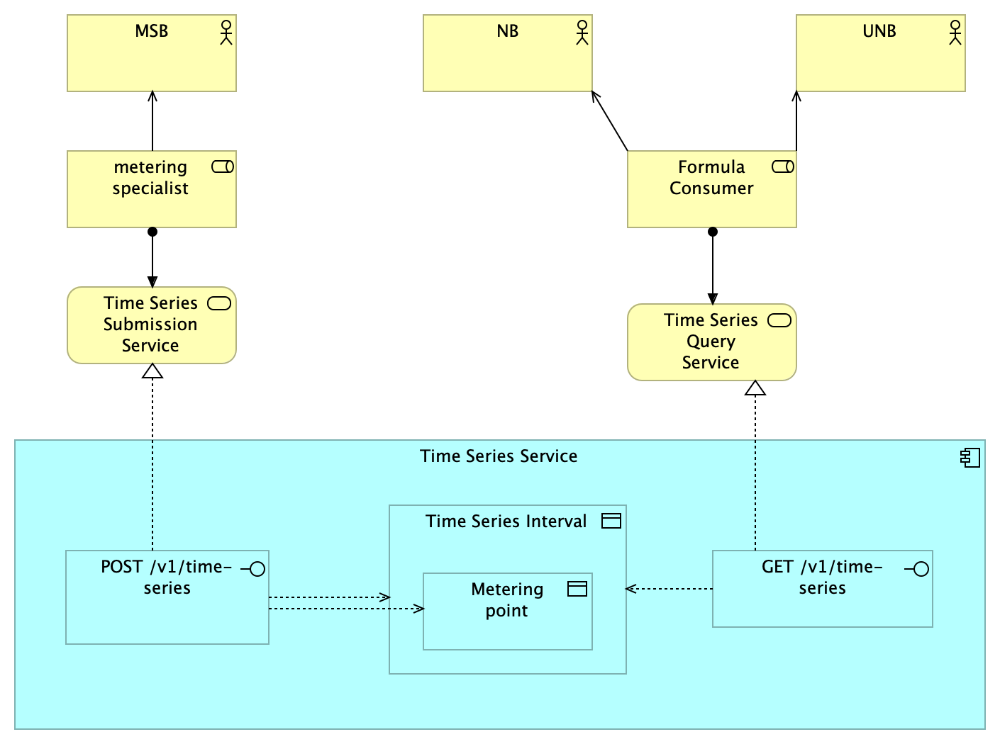 MSB
NB
UNB
metering
specialist
Formula
Consumer
Time Series
Submission
Service
Time Series
Query
Service
Time Series Service
Time Series Interval
POST /v1/time-
series
Metering
point
GET /v1/time-
series